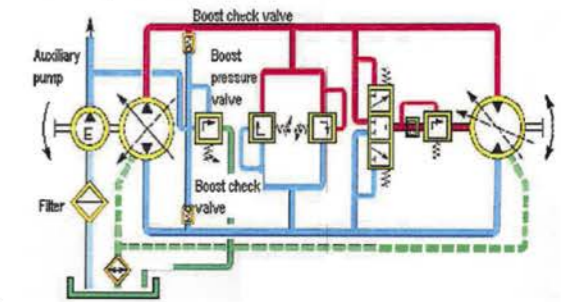 Boost check valve
Auxiliary
pump
Boost
pressure
valve
E
Boost check
valve
Filter